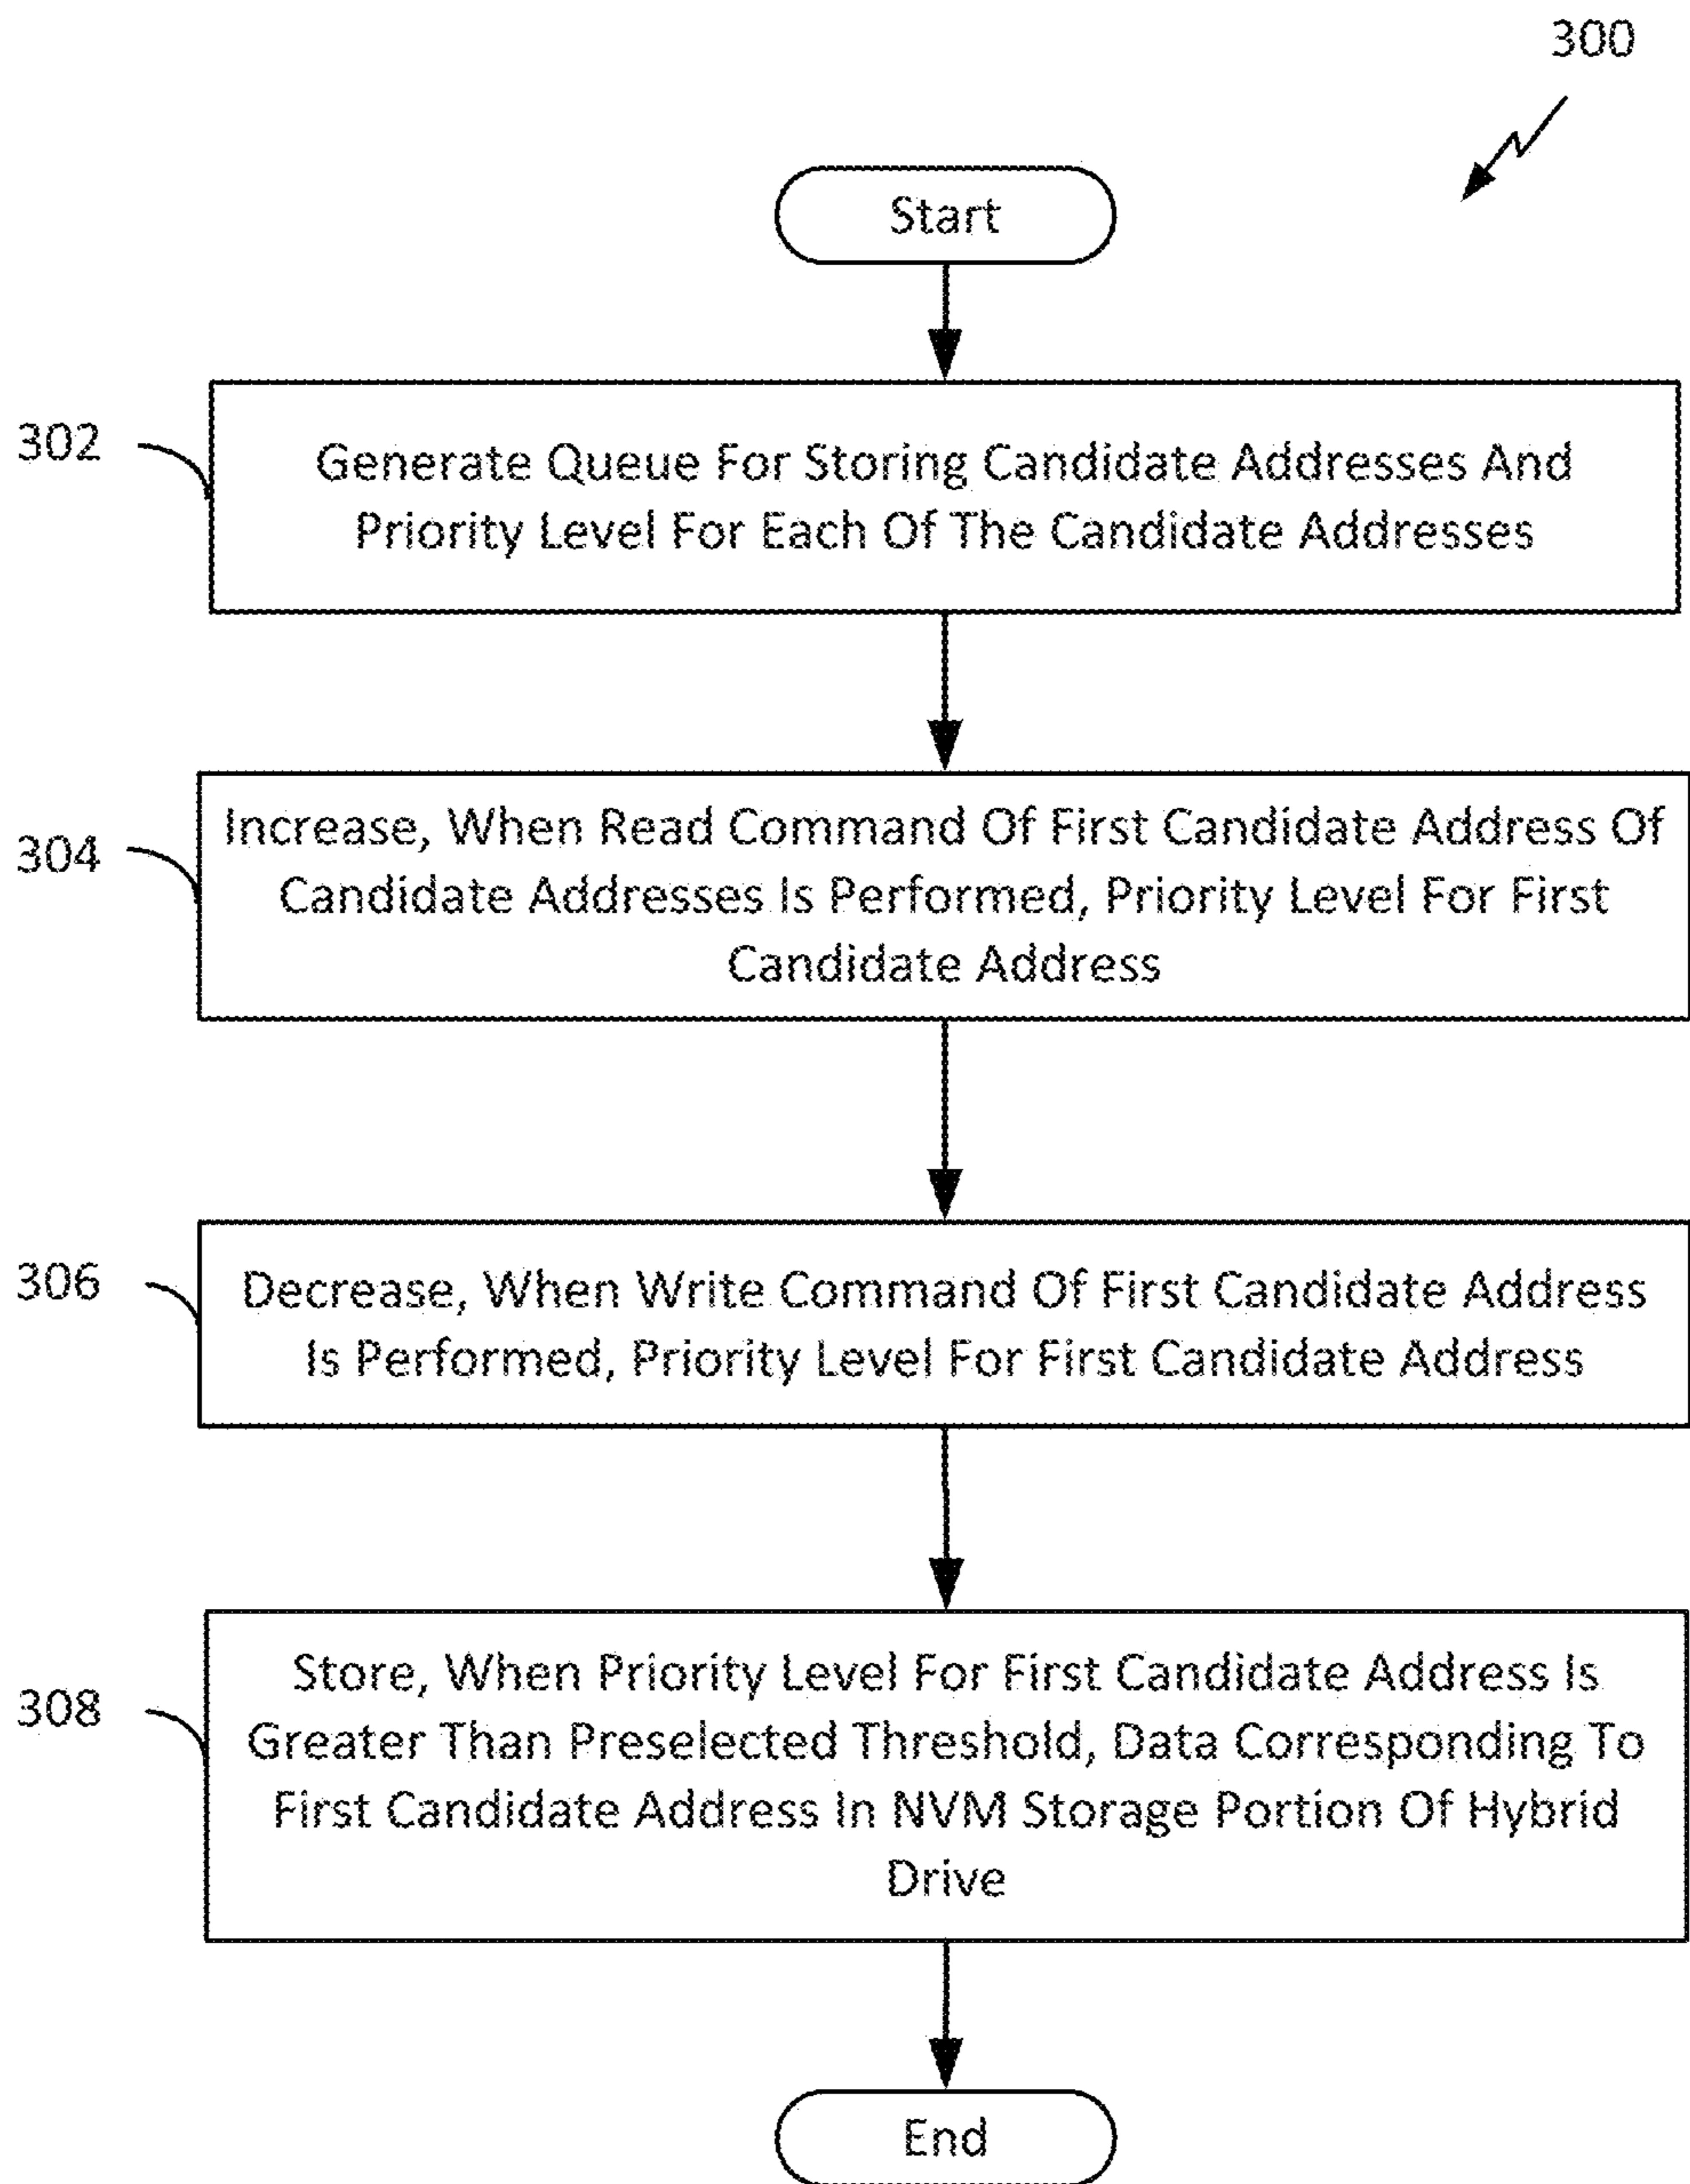 300
Start
302
Generate Queue For Storing Candidate Addresses And
Priority Level For Each Of The Candidate Addresses
304
Increase, When Read Command Of First Candidate Address Of
Candidate Addresses Is Performed, Priority Level For First
Candidate Address
306
Decrease, When Write Command Of First Candidate Address
Is Performed, Priority Level For First Candidate Address
308
Store, When Priority Level For First Candidate Address Is
Greater Than Preselected Threshold, Data Corresponding To
First Candidate Address In NVM Storage Portion Of Hybrid
Drive
End